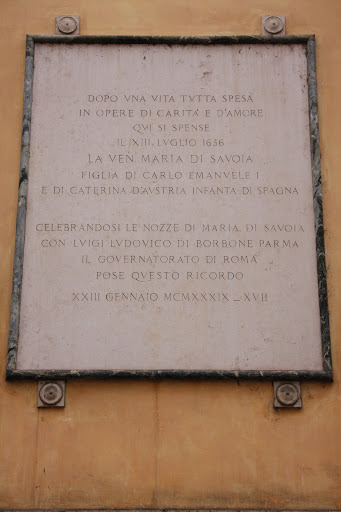 DOPO VNA VITA TVTTA SPESA
IN OPERE DI CARITÀ E D'AMORE
QVI SI SPENSE
IL XIII. LVGLIO 1656
LA VEN. MARIA DI SAVOIA
FIGLIA DI CARLO EMANVELE I
E DI CATERINA D'AVSTRIA INFANTA DI SPAGNA
CELEBRANDOSI LE NOZZE DI MARIA DI SAVOIA
CON LVIGI LVDOVICO DI BORBONE PARMA
IL GOVERNATORATO DI ROMA
POSE QVESTO RICORDO
XXIII GENNAIO MCMXXXIX _ XVII